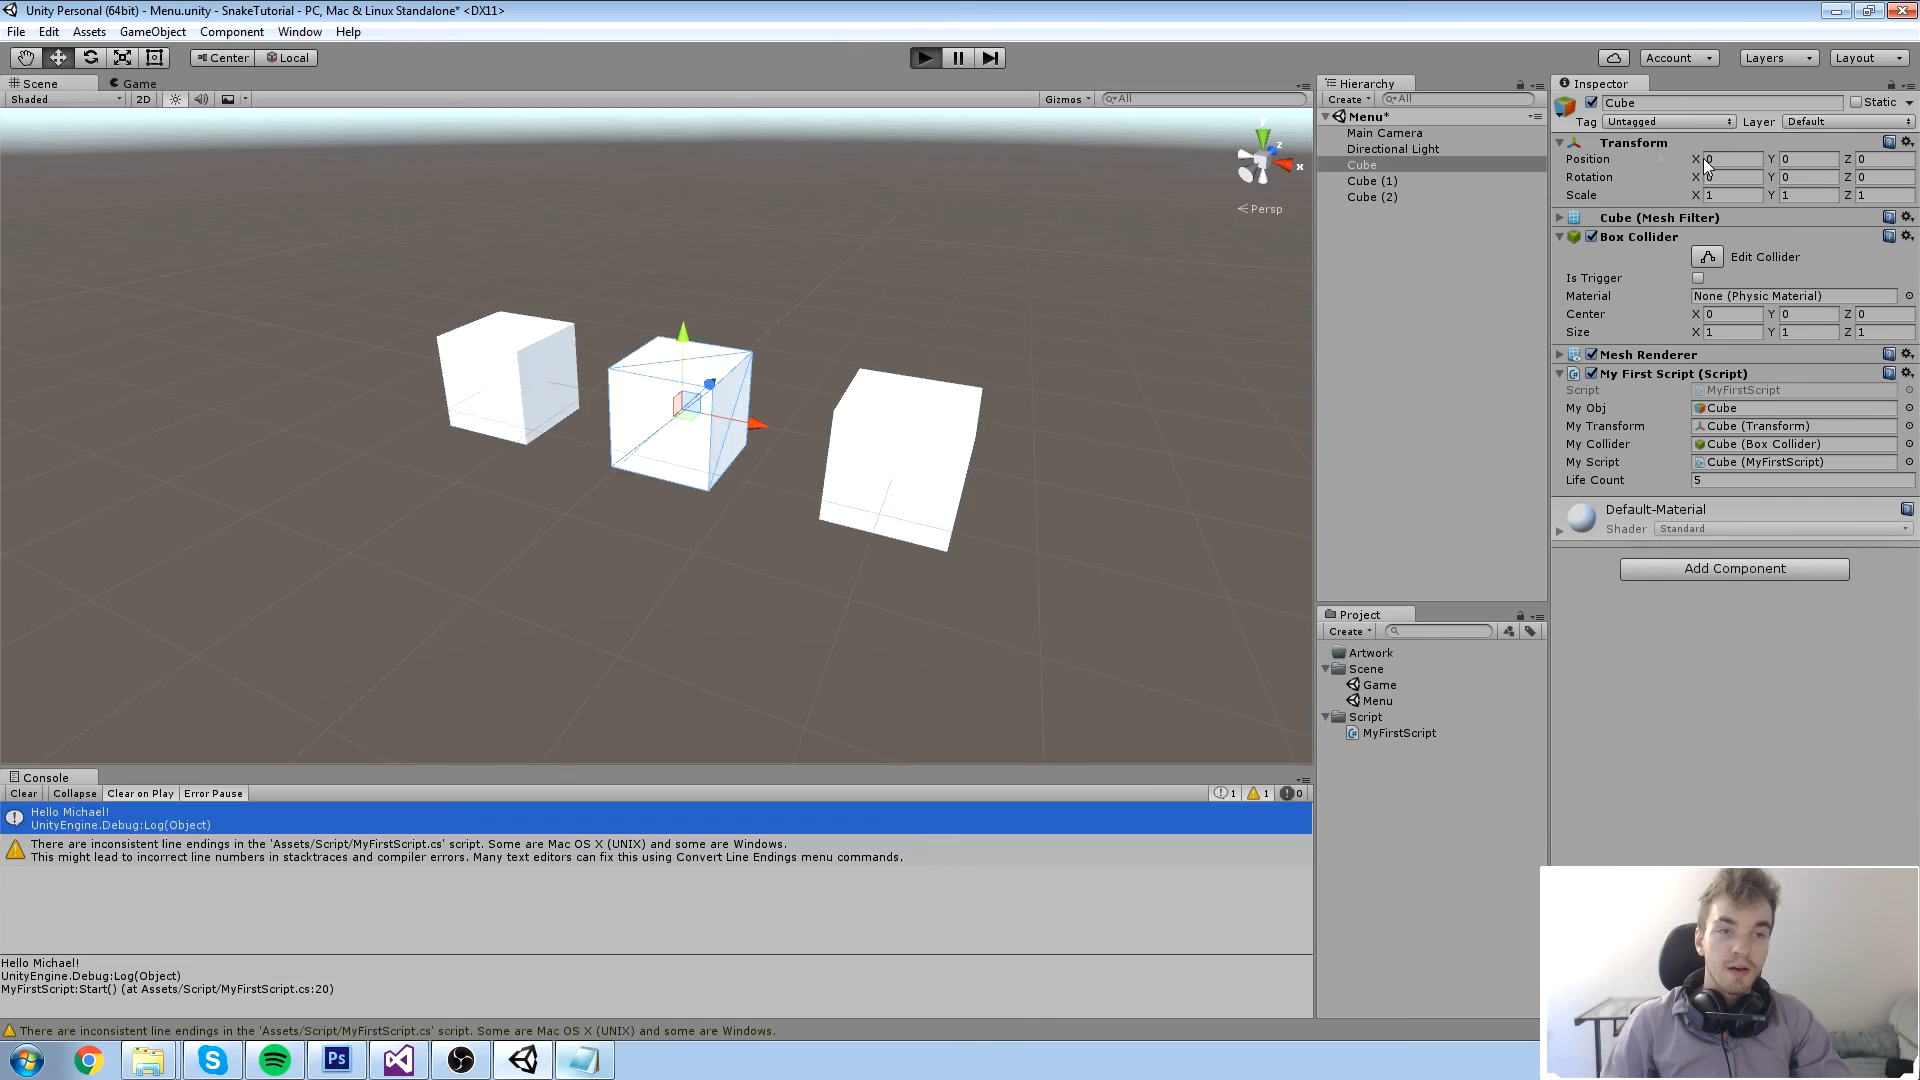 Unity Personal (64bit) - Menu.unity - SnakeTutorial - PC, Mac & Linux Standalone* <DX11>
File Edit Assets GameObject Component Window Help
Center Local
Account Layers Layout
Scene Game
Shaded 2D Gizmos All
y z x
Persp
Hierarchy
Create All
Menu*
Main Camera
Directional Light
Cube
Cube (1)
Cube (2)
Project
Create
Artwork
Scene
Game
Menu
Script
MyFirstScript
Inspector
Cube Static
Tag Untagged Layer Default
Transform
Position X 0 Y 0 Z 0
Rotation X 0 Y 0 Z 0
Scale X 1 Y 1 Z 1
Cube (Mesh Filter)
Box Collider
Edit Collider
Is Trigger
Material None (Physic Material)
Center X 0 Y 0 Z 0
Size X 1 Y 1 Z 1
Mesh Renderer
My First Script (Script)
Script MyFirstScript
My Obj Cube
My Transform Cube (Transform)
My Collider Cube (Box Collider)
My Script Cube (MyFirstScript)
Life Count 5
Default-Material
Shader Standard
Add Component
Console
Clear Collapse Clear on Play Error Pause 1 1 0
Hello Michael!
UnityEngine.Debug:Log(Object)
There are inconsistent line endings in the 'Assets/Script/MyFirstScript.cs' script. Some are Mac OS X (UNIX) and some are Windows.
This might lead to incorrect line numbers in stacktraces and compiler errors. Many text editors can fix this using Convert Line Endings menu commands.
Hello Michael!
UnityEngine.Debug:Log(Object)
MyFirstScript:Start() (at Assets/Script/MyFirstScript.cs:20)
There are inconsistent line endings in the 'Assets/Script/MyFirstScript.cs' script. Some are Mac OS X (UNIX) and some are Windows.
Ps